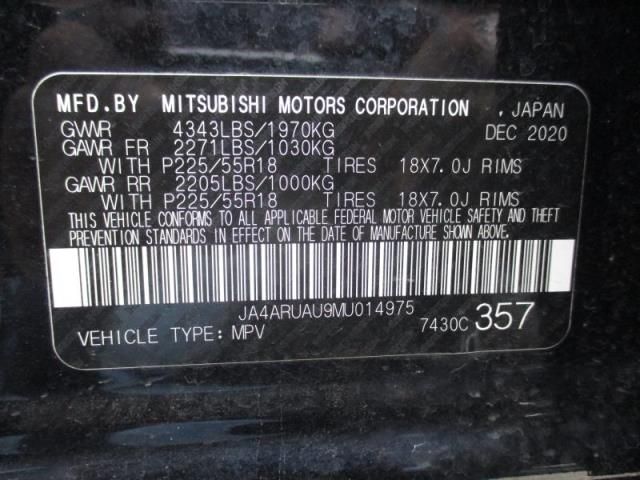 MFD.BY MITSUBISHI MOTORS CORPORATION , JAPAN
GVWR 4343LBS/1970KG DEC 2020
GAWR FR 2271LBS/1030KG
WITH P225/55R18 TIRES 18X7.0J RIMS
GAWR RR 2205LBS/1000KG
WITH P225/55R18 TIRES 18X7.0J RIMS
THIS VEHICLE CONFORMS TO ALL APPLICABLE FEDERAL MOTOR VEHICLE SAFETY AND THEFT
PREVENTION STANDARDS IN EFFECT ON THE DATE OF MANUFACTURE SHOWN ABOVE.
JA4ARUAU9MU014975
VEHICLE TYPE: MPV 7430C 357